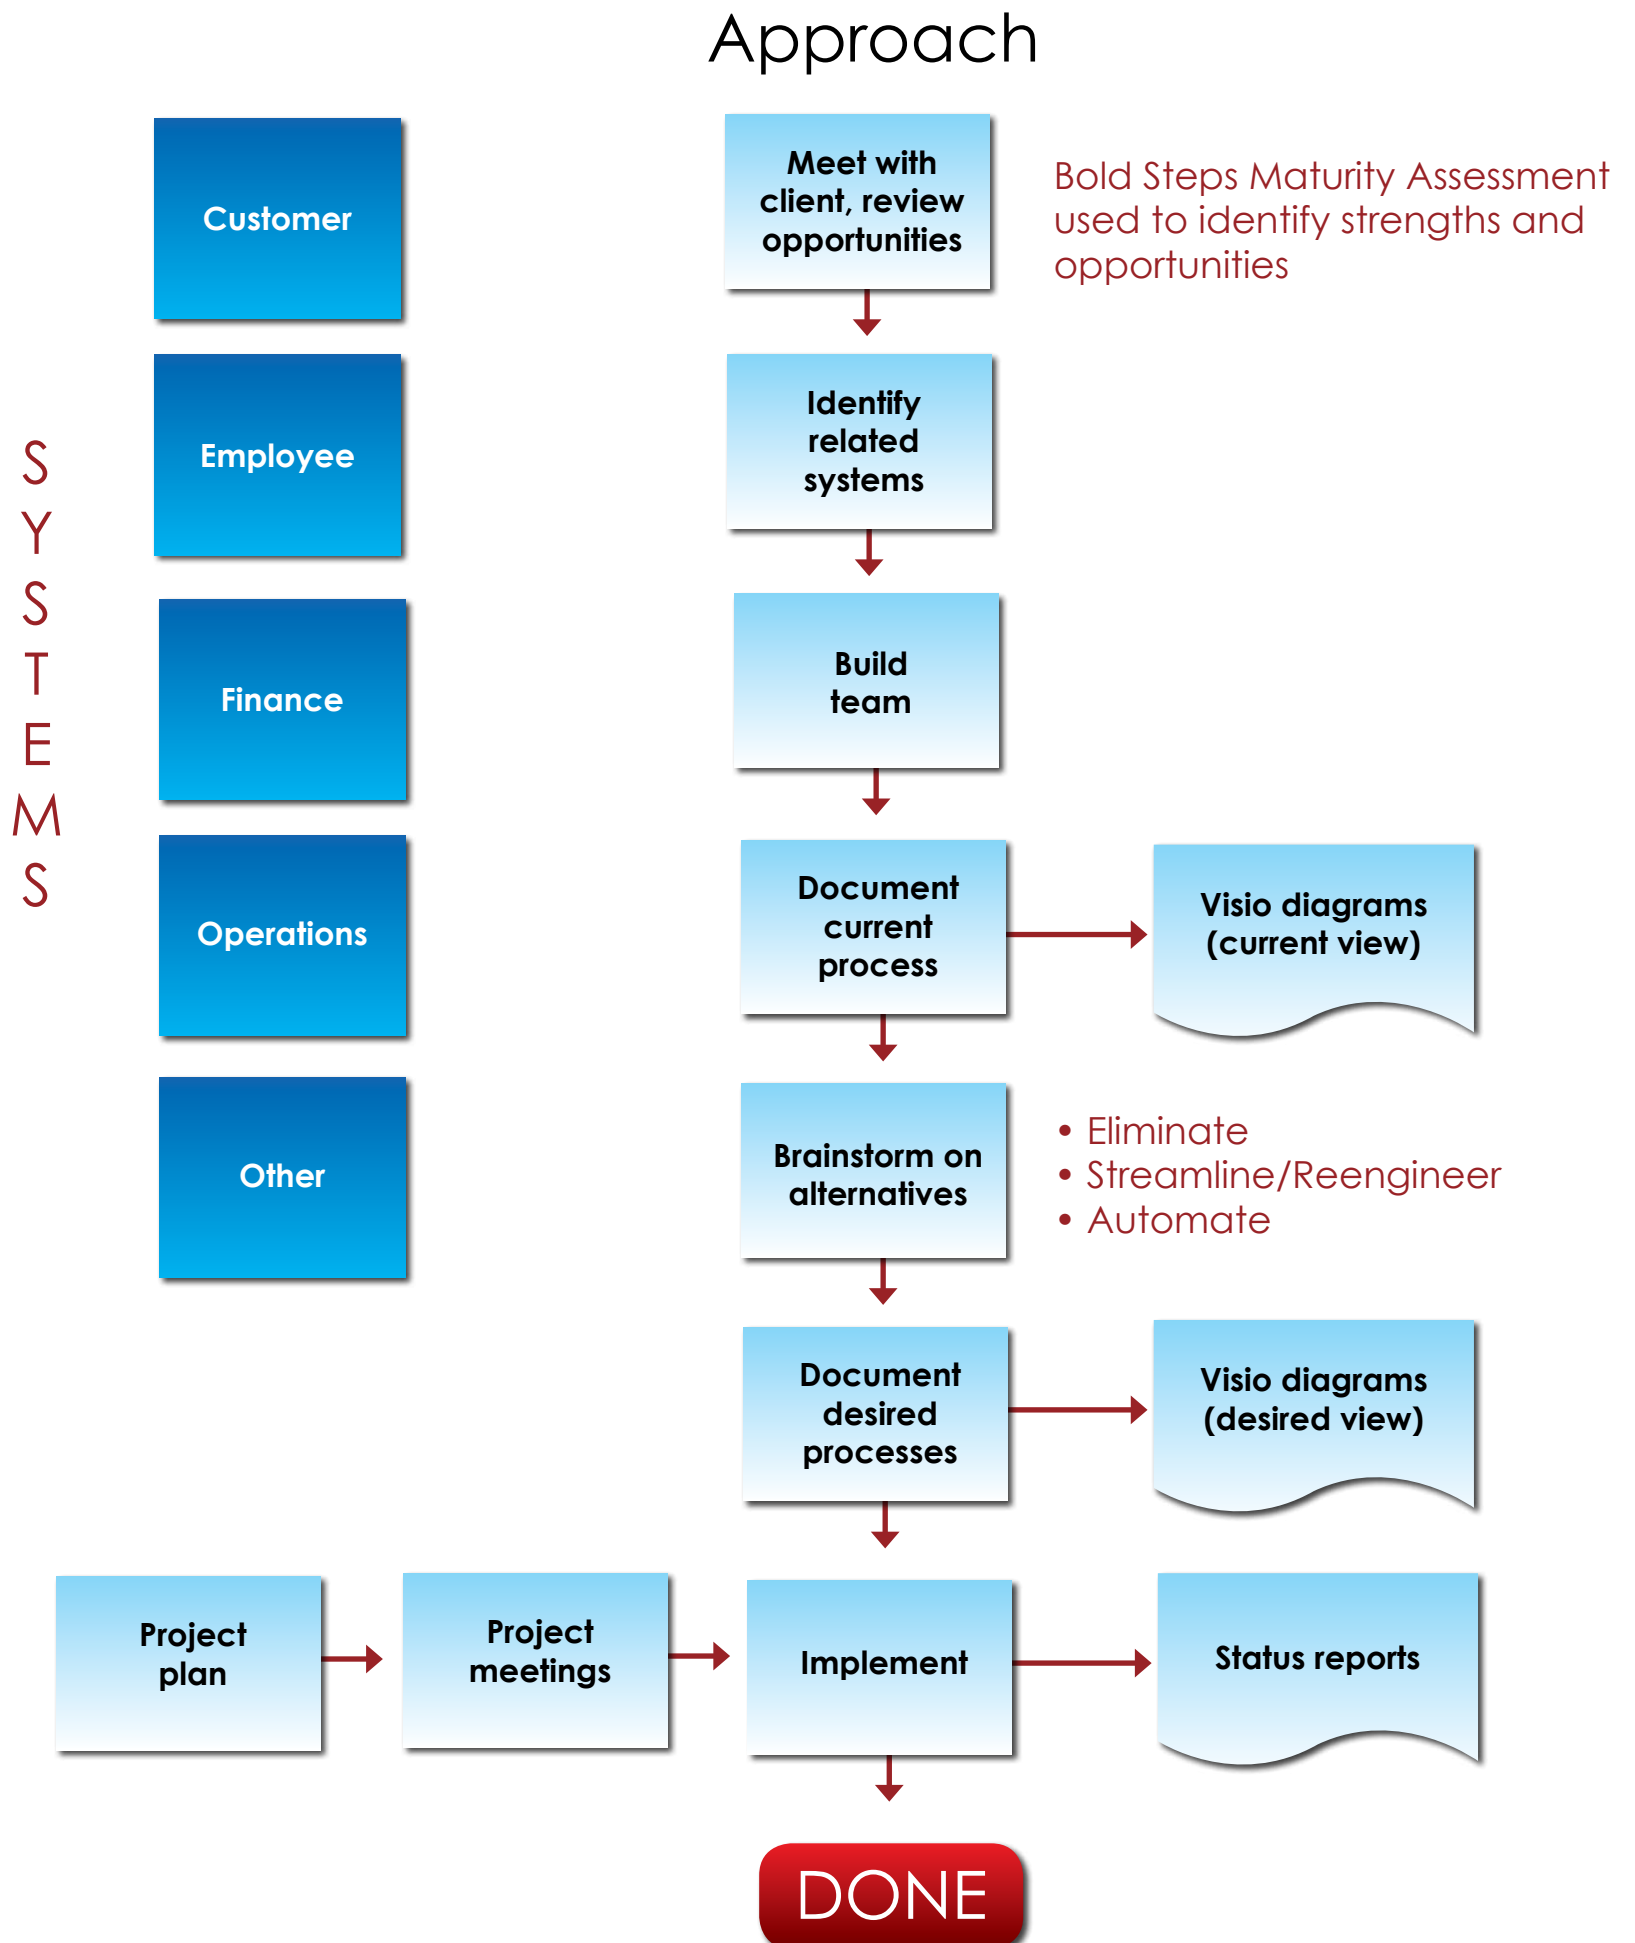 Approach
SYSTEMS
Customer
Employee
Finance
Operations
Other
Meet with
client, review
opportunities
Bold Steps Maturity Assessment
used to identify strengths and
opportunities
Identify
related
systems
Build
team
Document
current
process
Visio diagrams
(current view)
Brainstorm on
alternatives
• Eliminate
• Streamline/Reengineer
• Automate
Document
desired
processes
Visio diagrams
(desired view)
Project
plan
Project
meetings
Implement
Status reports
DONE